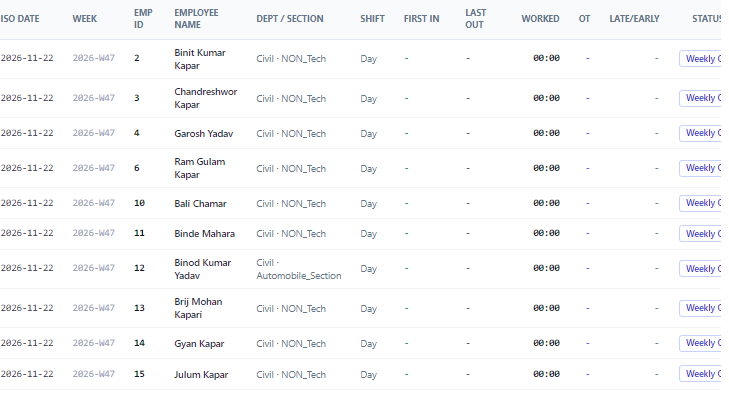 ISO DATE WEEK EMP ID EMPLOYEE NAME DEPT / SECTION SHIFT FIRST IN LAST OUT WORKED OT LATE/EARLY STATUS
2026-11-22 2026-W47 2 Binit Kumar Kapar Civil · NON_Tech Day - - 00:00 - - Weekly O
2026-11-22 2026-W47 3 Chandreshwor Kapar Civil · NON_Tech Day - - 00:00 - - Weekly O
2026-11-22 2026-W47 4 Garosh Yadav Civil · NON_Tech Day - - 00:00 - - Weekly O
2026-11-22 2026-W47 6 Ram Gulam Kapar Civil · NON_Tech Day - - 00:00 - - Weekly O
2026-11-22 2026-W47 10 Bali Chamar Civil · NON_Tech Day - - 00:00 - - Weekly O
2026-11-22 2026-W47 11 Binde Mahara Civil · NON_Tech Day - - 00:00 - - Weekly O
2026-11-22 2026-W47 12 Binod Kumar Yadav Civil · Automobile_Section Day - - 00:00 - - Weekly O
2026-11-22 2026-W47 13 Brij Mohan Kapari Civil · NON_Tech Day - - 00:00 - - Weekly O
2026-11-22 2026-W47 14 Gyan Kapar Civil · NON_Tech Day - - 00:00 - - Weekly O
2026-11-22 2026-W47 15 Julum Kapar Civil · NON_Tech Day - - 00:00 - - Weekly O